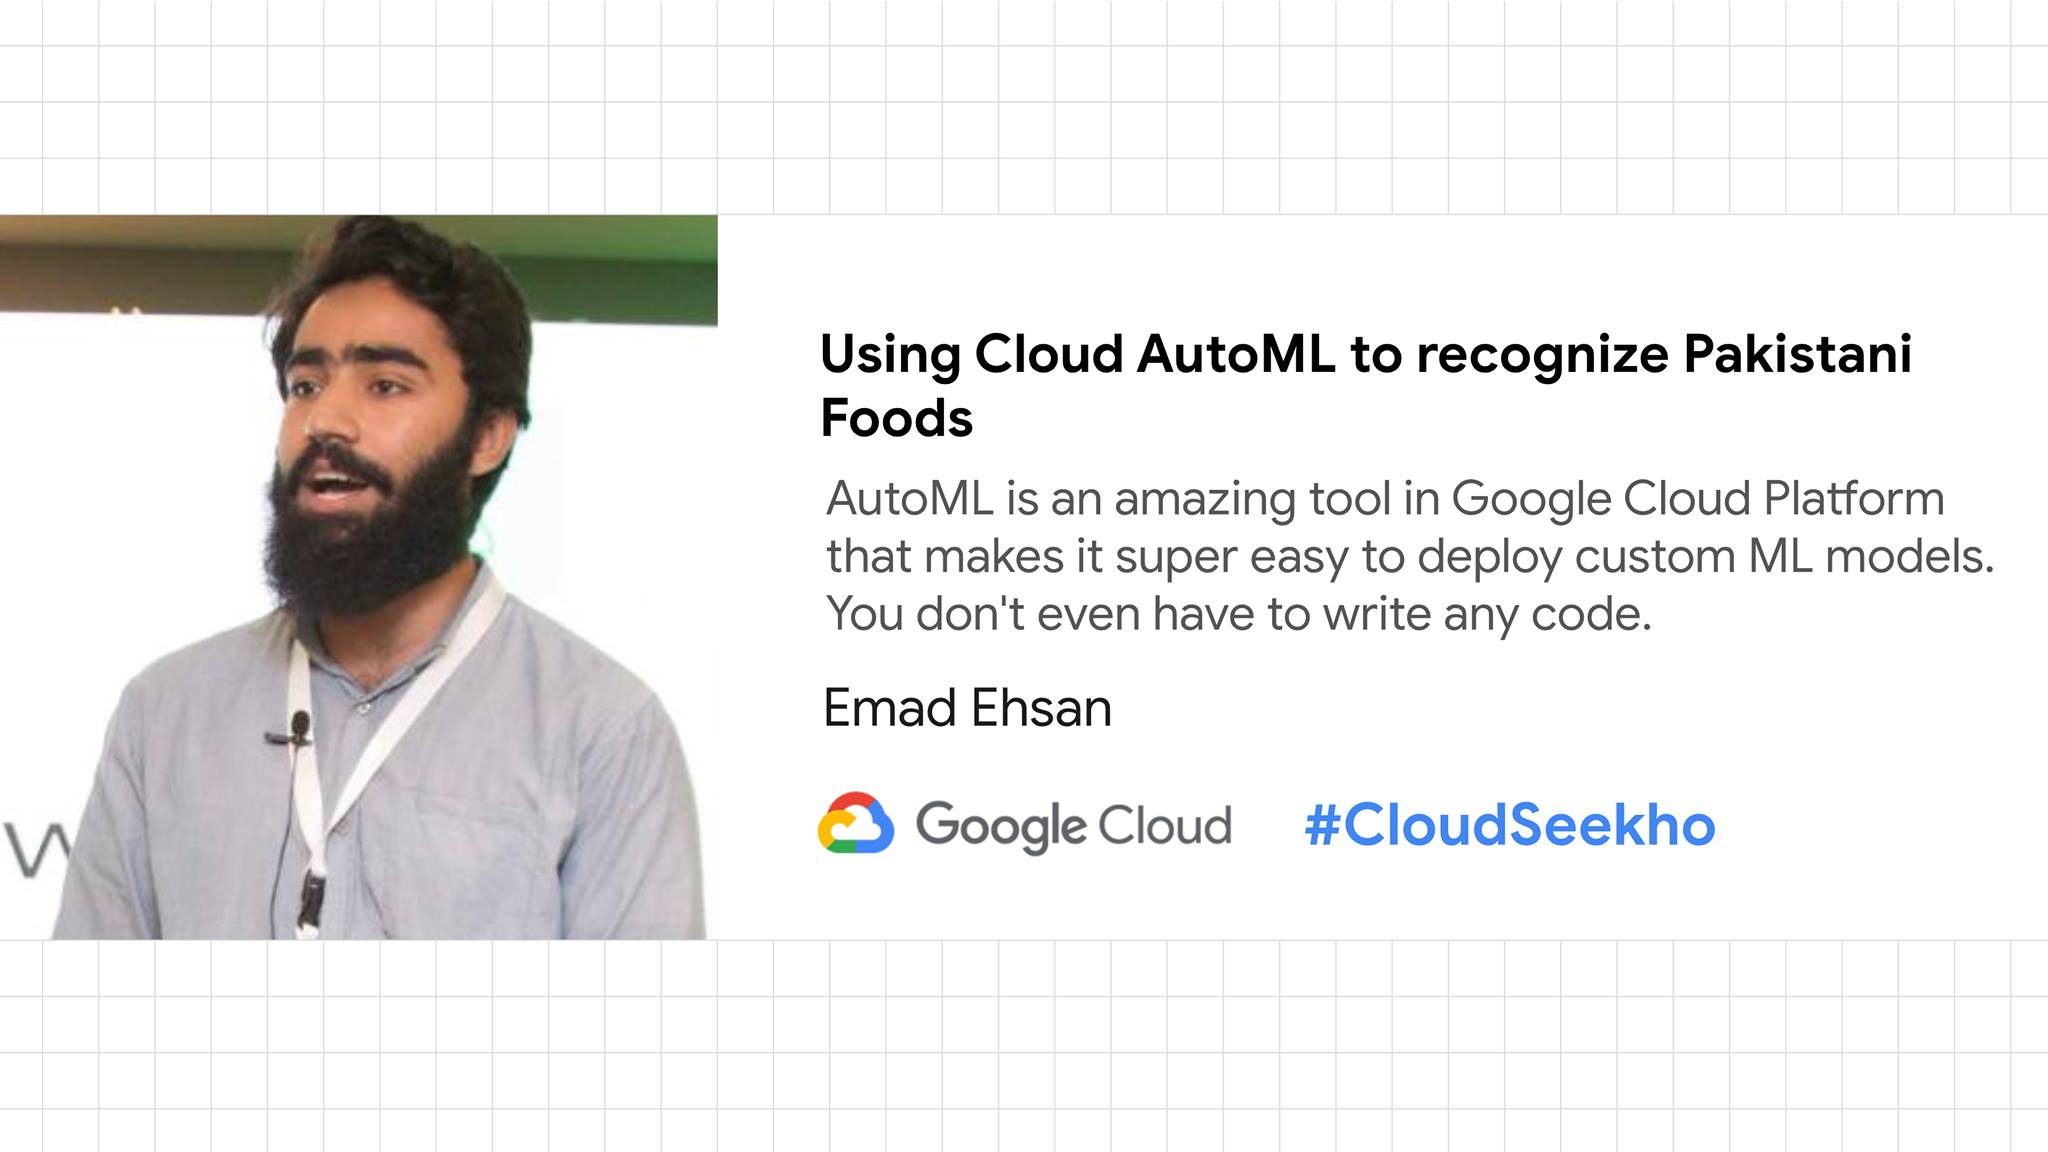 Using Cloud AutoML to recognize Pakistani
Foods
AutoML is an amazing tool in Google Cloud Platform
that makes it super easy to deploy custom ML models.
You don't even have to write any code.
Emad Ehsan
Google Cloud #CloudSeekho